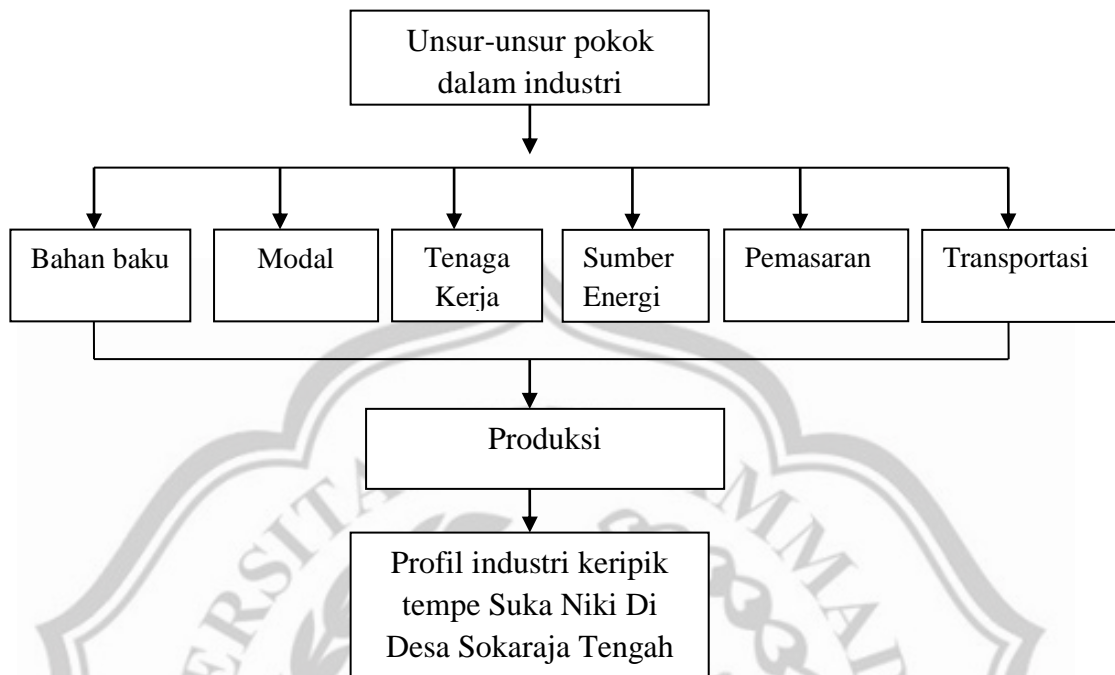 Unsur-unsur pokok
dalam industri
Bahan baku
Modal
Tenaga
Kerja
Sumber
Energi
Pemasaran
Transportasi
Produksi
Profil industri keripik
tempe Suka Niki Di
Desa Sokaraja Tengah